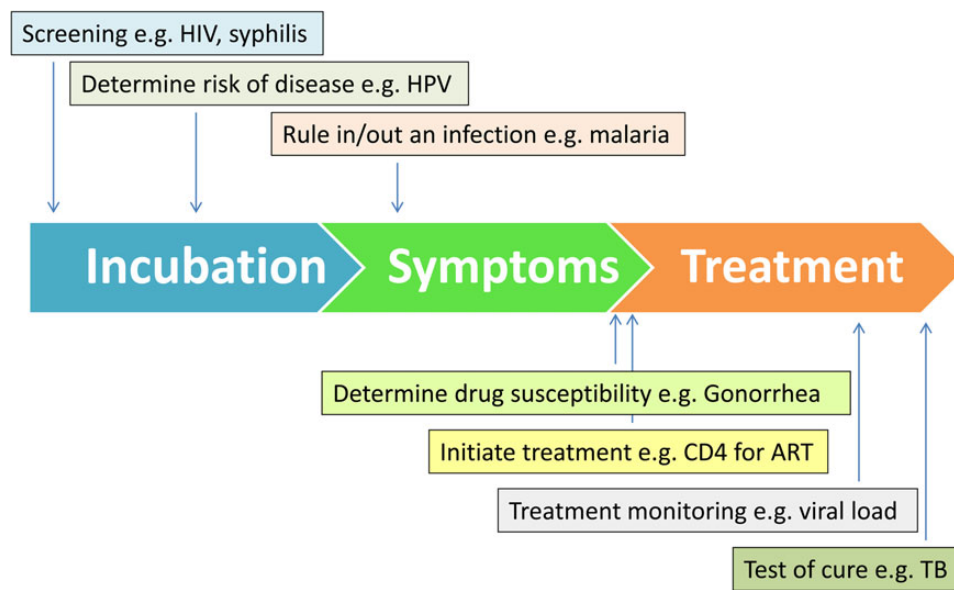 Screening e.g. HIV, syphilis
Determine risk of disease e.g. HPV
Rule in/out an infection e.g. malaria
Incubation
Symptoms
Treatment
Determine drug susceptibility e.g. Gonorrhea
Initiate treatment e.g. CD4 for ART
Treatment monitoring e.g. viral load
Test of cure e.g. TB